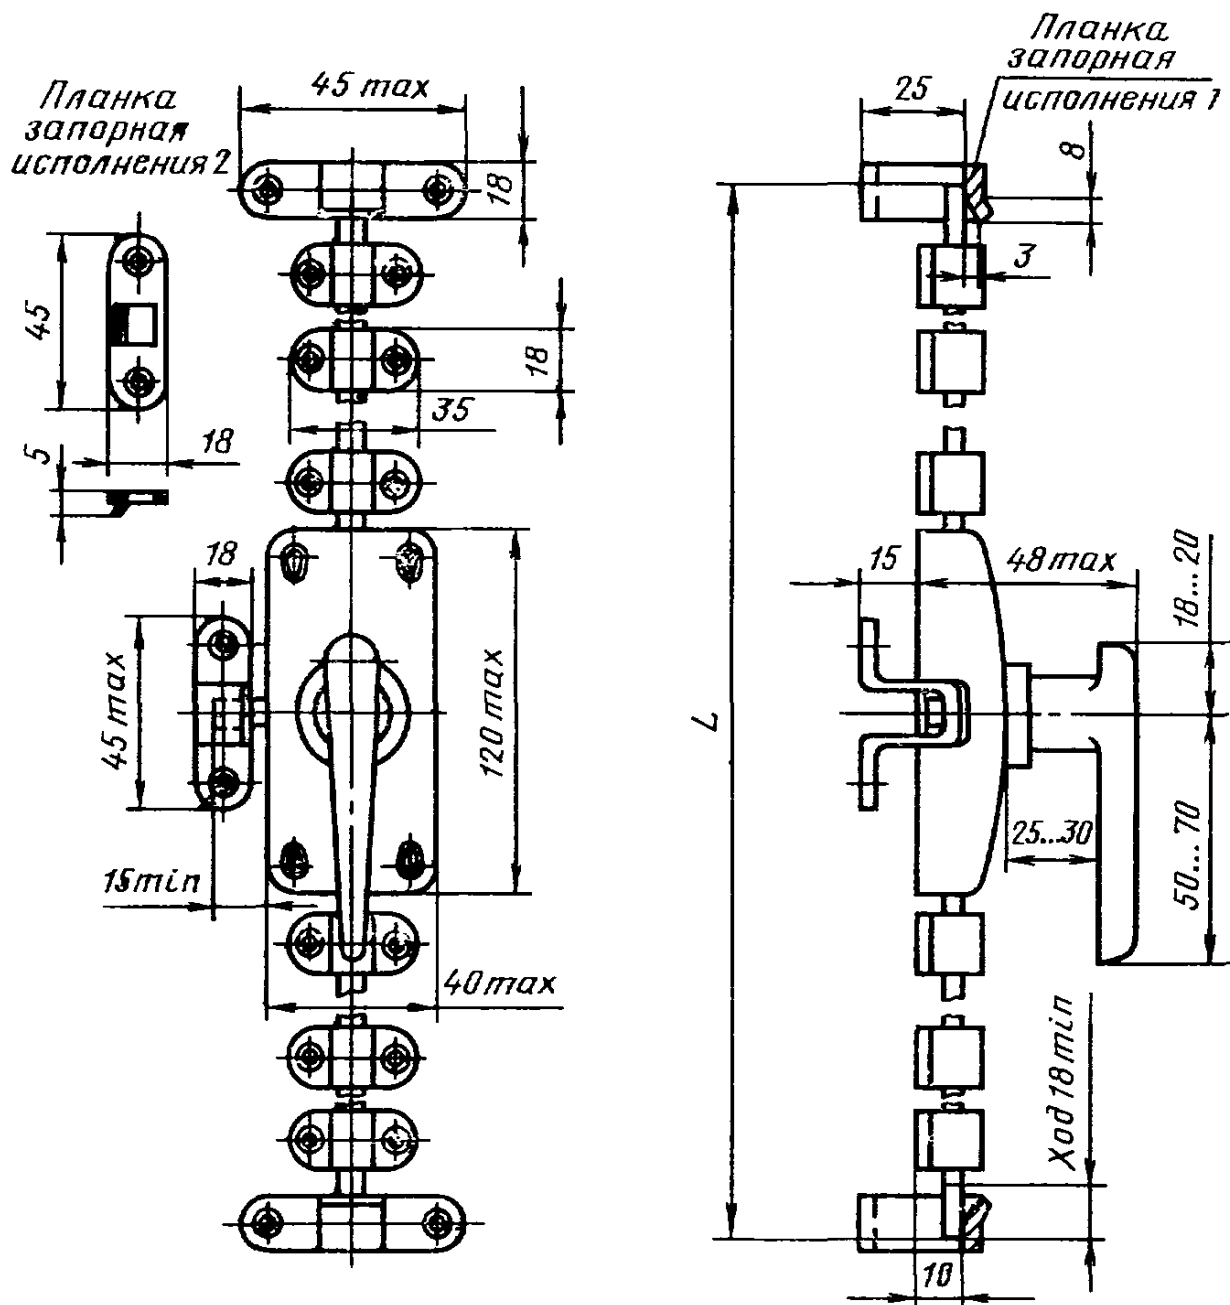 Планка
запорная
исполнения 2
45 max
18
45
18
5
35
18
18
45 max
120 max
15 min
40 max
Планка
запорная
исполнения 1
25
8
3
15
48 max
18...20
L
25...30
50...70
Ход 18 min
10